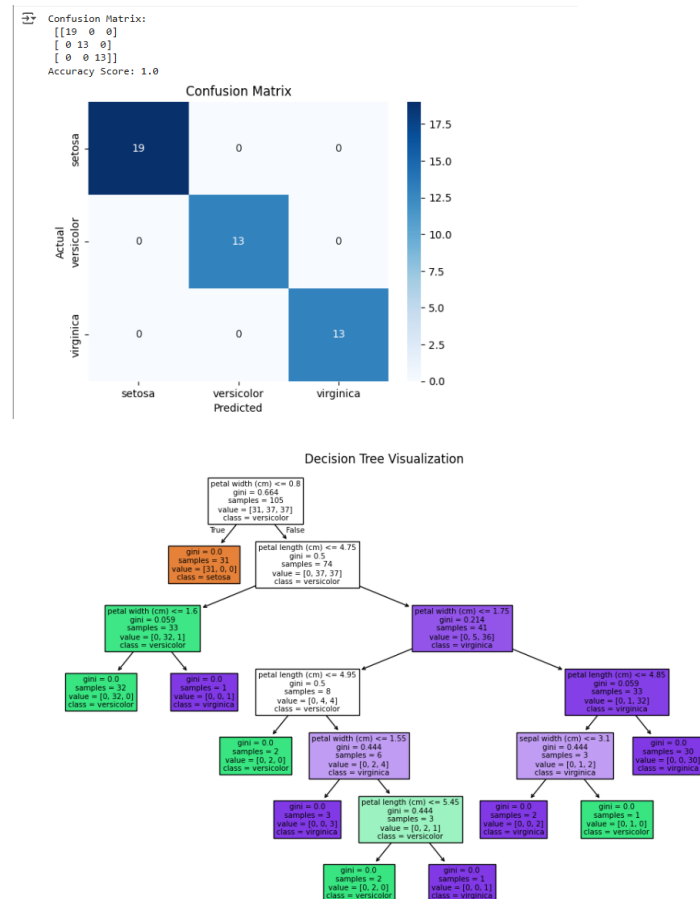 Confusion Matrix:
[[19 0 0]
[ 0 13 0]
[ 0 0 13]]
Accuracy Score: 1.0
Confusion Matrix
17.5
15.0
12.5
10.0
7.5
5.0
2.5
0.0
setosa
versicolor
virginica
Actual
19 0 0
0 13 0
0 0 13
setosa versicolor virginica
Predicted
Decision Tree Visualization
petal width (cm) <= 0.8
gini = 0.664
samples = 105
value = [31, 37, 37]
class = versicolor
True False
gini = 0.0
samples = 31
value = [31, 0, 0]
class = setosa
petal length (cm) <= 4.75
gini = 0.5
samples = 74
value = [0, 37, 37]
class = versicolor
petal width (cm) <= 1.6
gini = 0.059
samples = 33
value = [0, 32, 1]
class = versicolor
petal width (cm) <= 1.75
gini = 0.214
samples = 41
value = [0, 5, 36]
class = virginica
gini = 0.0
samples = 32
value = [0, 32, 0]
class = versicolor
gini = 0.0
samples = 1
value = [0, 0, 1]
class = virginica
petal length (cm) <= 4.95
gini = 0.5
samples = 8
value = [0, 4, 4]
class = versicolor
petal length (cm) <= 4.85
gini = 0.059
samples = 33
value = [0, 1, 32]
class = virginica
gini = 0.0
samples = 2
value = [0, 2, 0]
class = versicolor
petal width (cm) <= 1.55
gini = 0.444
samples = 6
value = [0, 2, 4]
class = virginica
sepal width (cm) <= 3.1
gini = 0.444
samples = 3
value = [0, 1, 2]
class = virginica
gini = 0.0
samples = 30
value = [0, 0, 30]
class = virginica
gini = 0.0
samples = 3
value = [0, 0, 3]
class = virginica
petal length (cm) <= 5.45
gini = 0.444
samples = 3
value = [0, 2, 1]
class = versicolor
gini = 0.0
samples = 2
value = [0, 0, 2]
class = virginica
gini = 0.0
samples = 1
value = [0, 1, 0]
class = versicolor
gini = 0.0
samples = 2
value = [0, 2, 0]
class = versicolor
gini = 0.0
samples = 1
value = [0, 0, 1]
class = virginica